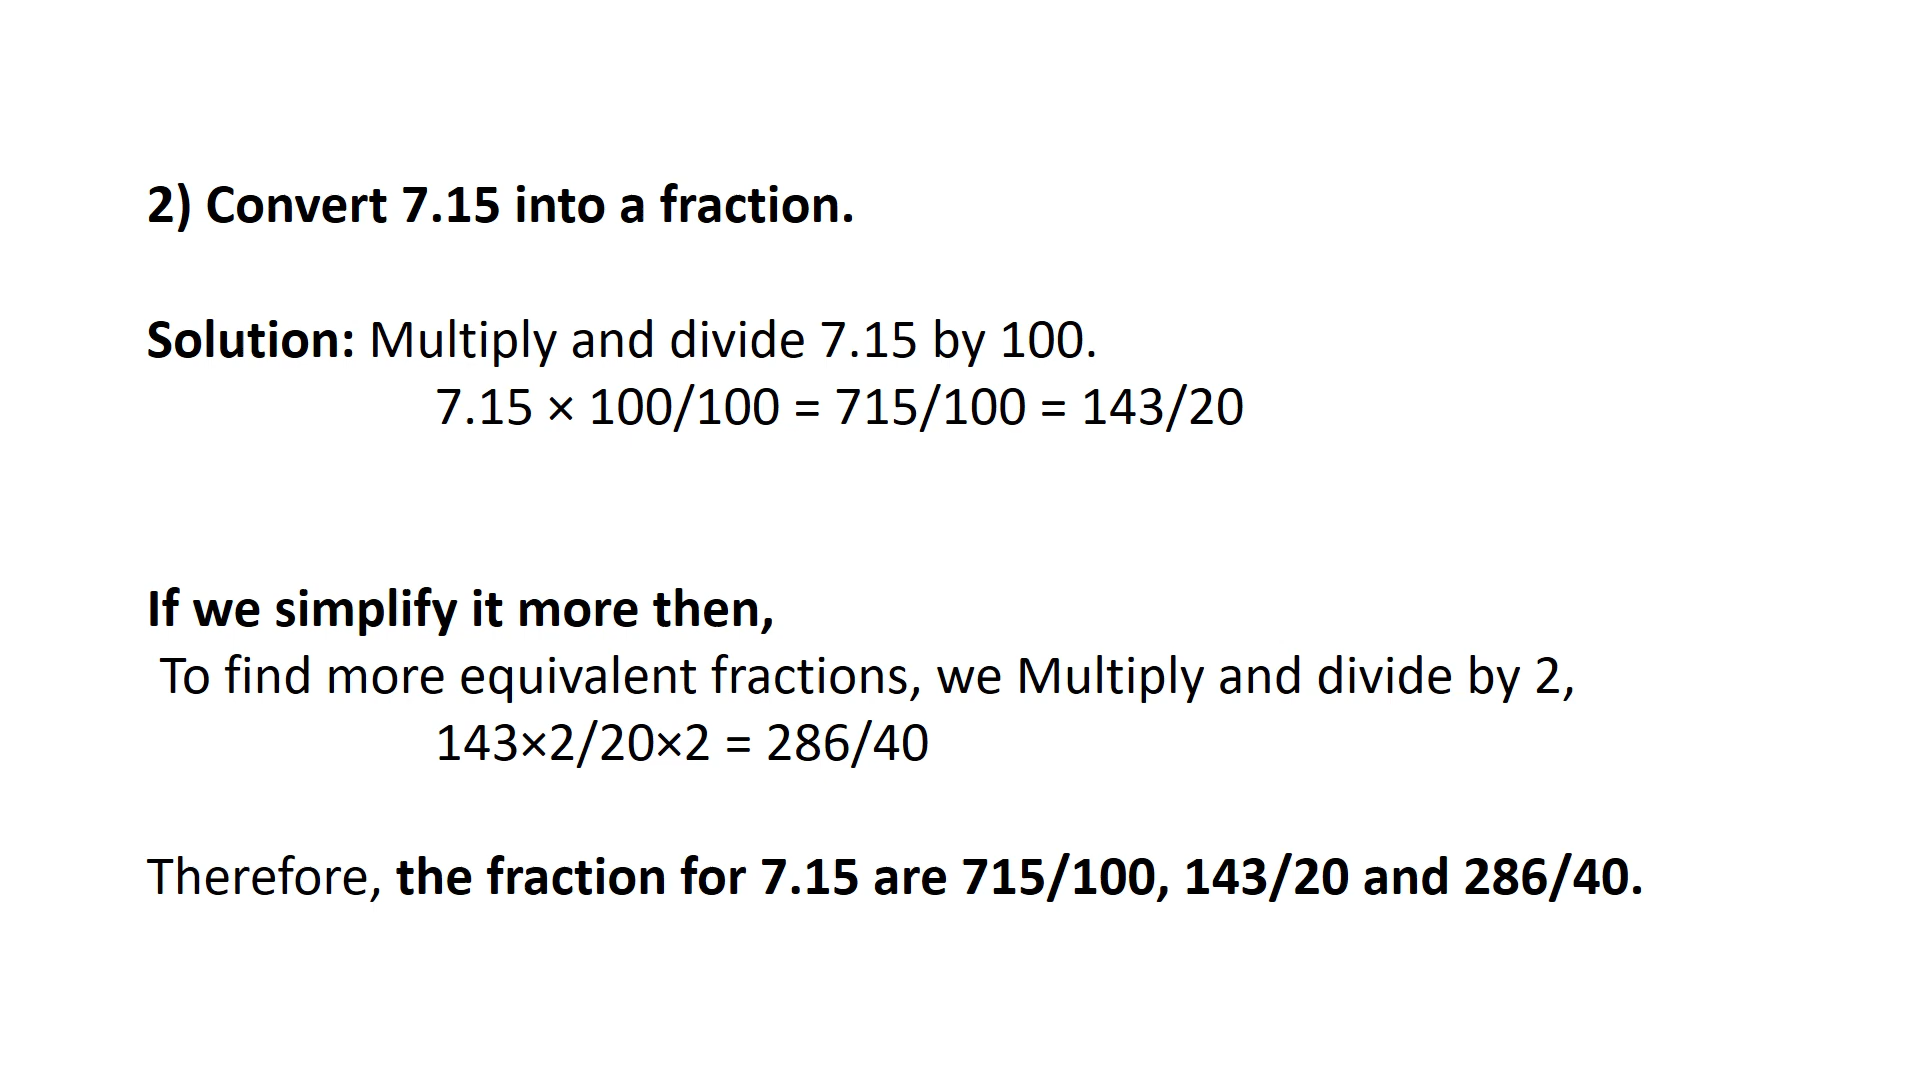 2) Convert 7.15 into a fraction.
Solution: Multiply and divide 7.15 by 100.
7.15 × 100/100 = 715/100 = 143/20
If we simplify it more then,
To find more equivalent fractions, we Multiply and divide by 2,
143×2/20×2 = 286/40
Therefore, the fraction for 7.15 are 715/100, 143/20 and 286/40.